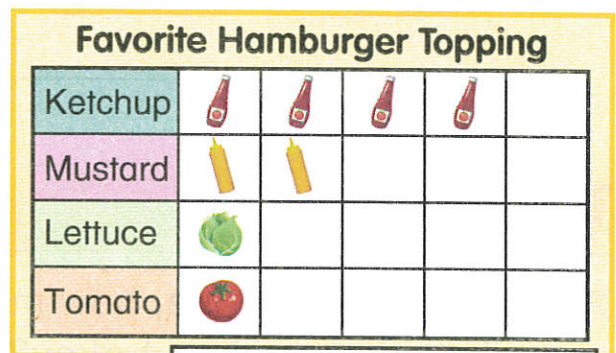 Favorite Hamburger Topping
Ketchup
Mustard
Lettuce
Tomato